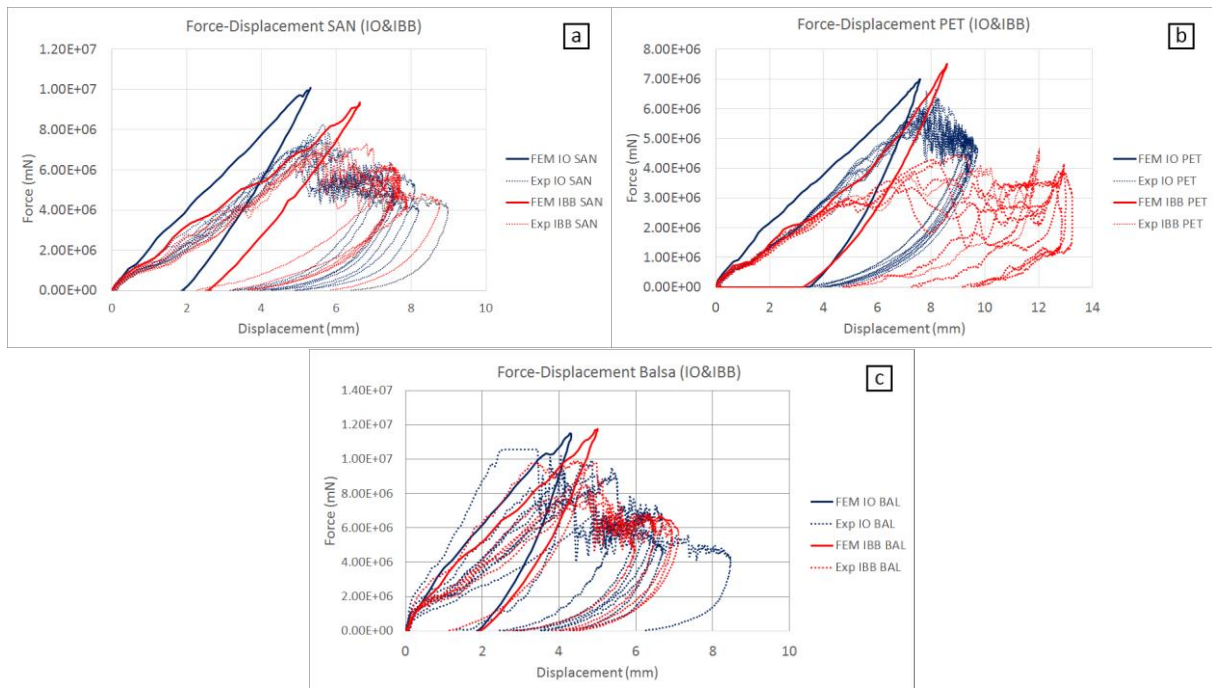 Force-Displacement SAN (IO&IBB)
a
1.20E+07
1.00E+07
8.00E+06
6.00E+06
4.00E+06
2.00E+06
0.00E+00
Force (mN)
0 2 4 6 8 10
Displacement (mm)
FEM IO SAN
Exp IO SAN
FEM IBB SAN
Exp IBB SAN
Force-Displacement PET (IO&IBB)
b
8.00E+06
7.00E+06
6.00E+06
5.00E+06
4.00E+06
3.00E+06
2.00E+06
1.00E+06
0.00E+00
Force (mN)
0 2 4 6 8 10 12 14
Displacement (mm)
FEM IO PET
Exp IO PET
FEM IBB PET
Exp IBB PET
Force-Displacement Balsa (IO&IBB)
c
1.40E+07
1.20E+07
1.00E+07
8.00E+06
6.00E+06
4.00E+06
2.00E+06
0.00E+00
Force (mN)
0 2 4 6 8 10
Displacement (mm)
FEM IO BAL
Exp IO BAL
FEM IBB BAL
Exp IBB BAL